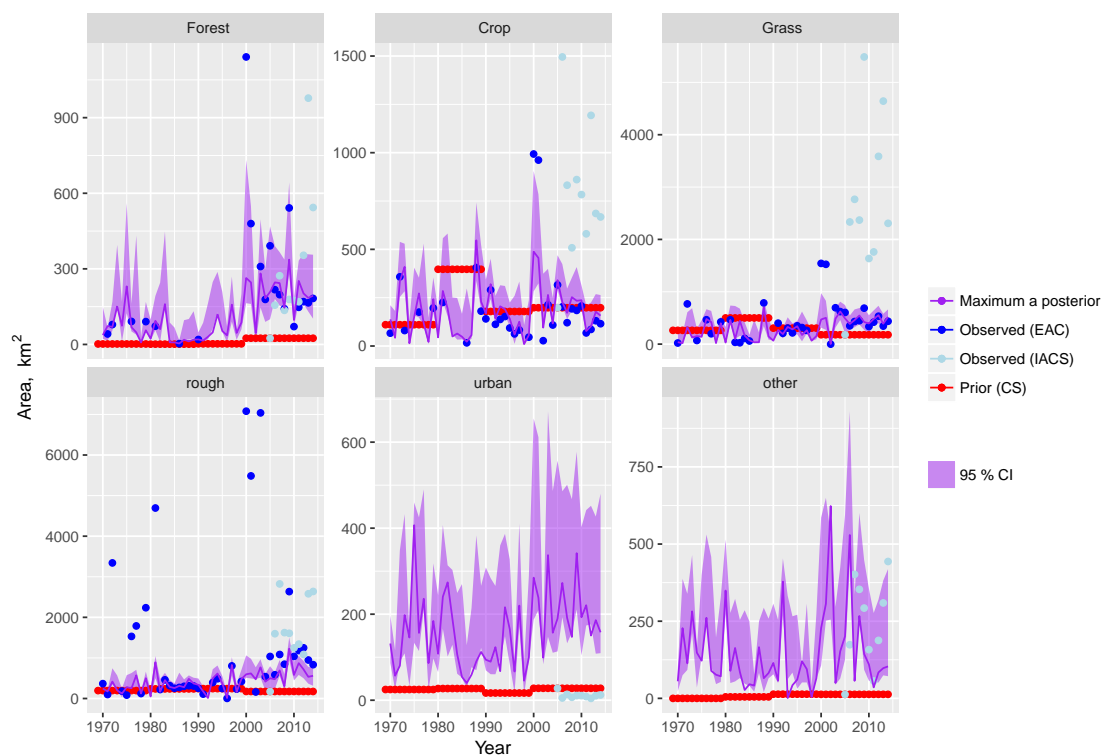 Forest
Crop
Grass
0
300
600
900
0
500
1000
1500
0
2000
4000
rough
urban
other
0
2000
4000
6000
0
200
400
600
0
250
500
750
1970 1980 1990 2000 2010
1970 1980 1990 2000 2010
1970 1980 1990 2000 2010
Year
Area, km2
Maximum a posterior
Observed (EAC)
Observed (IACS)
Prior (CS)
95 % CI